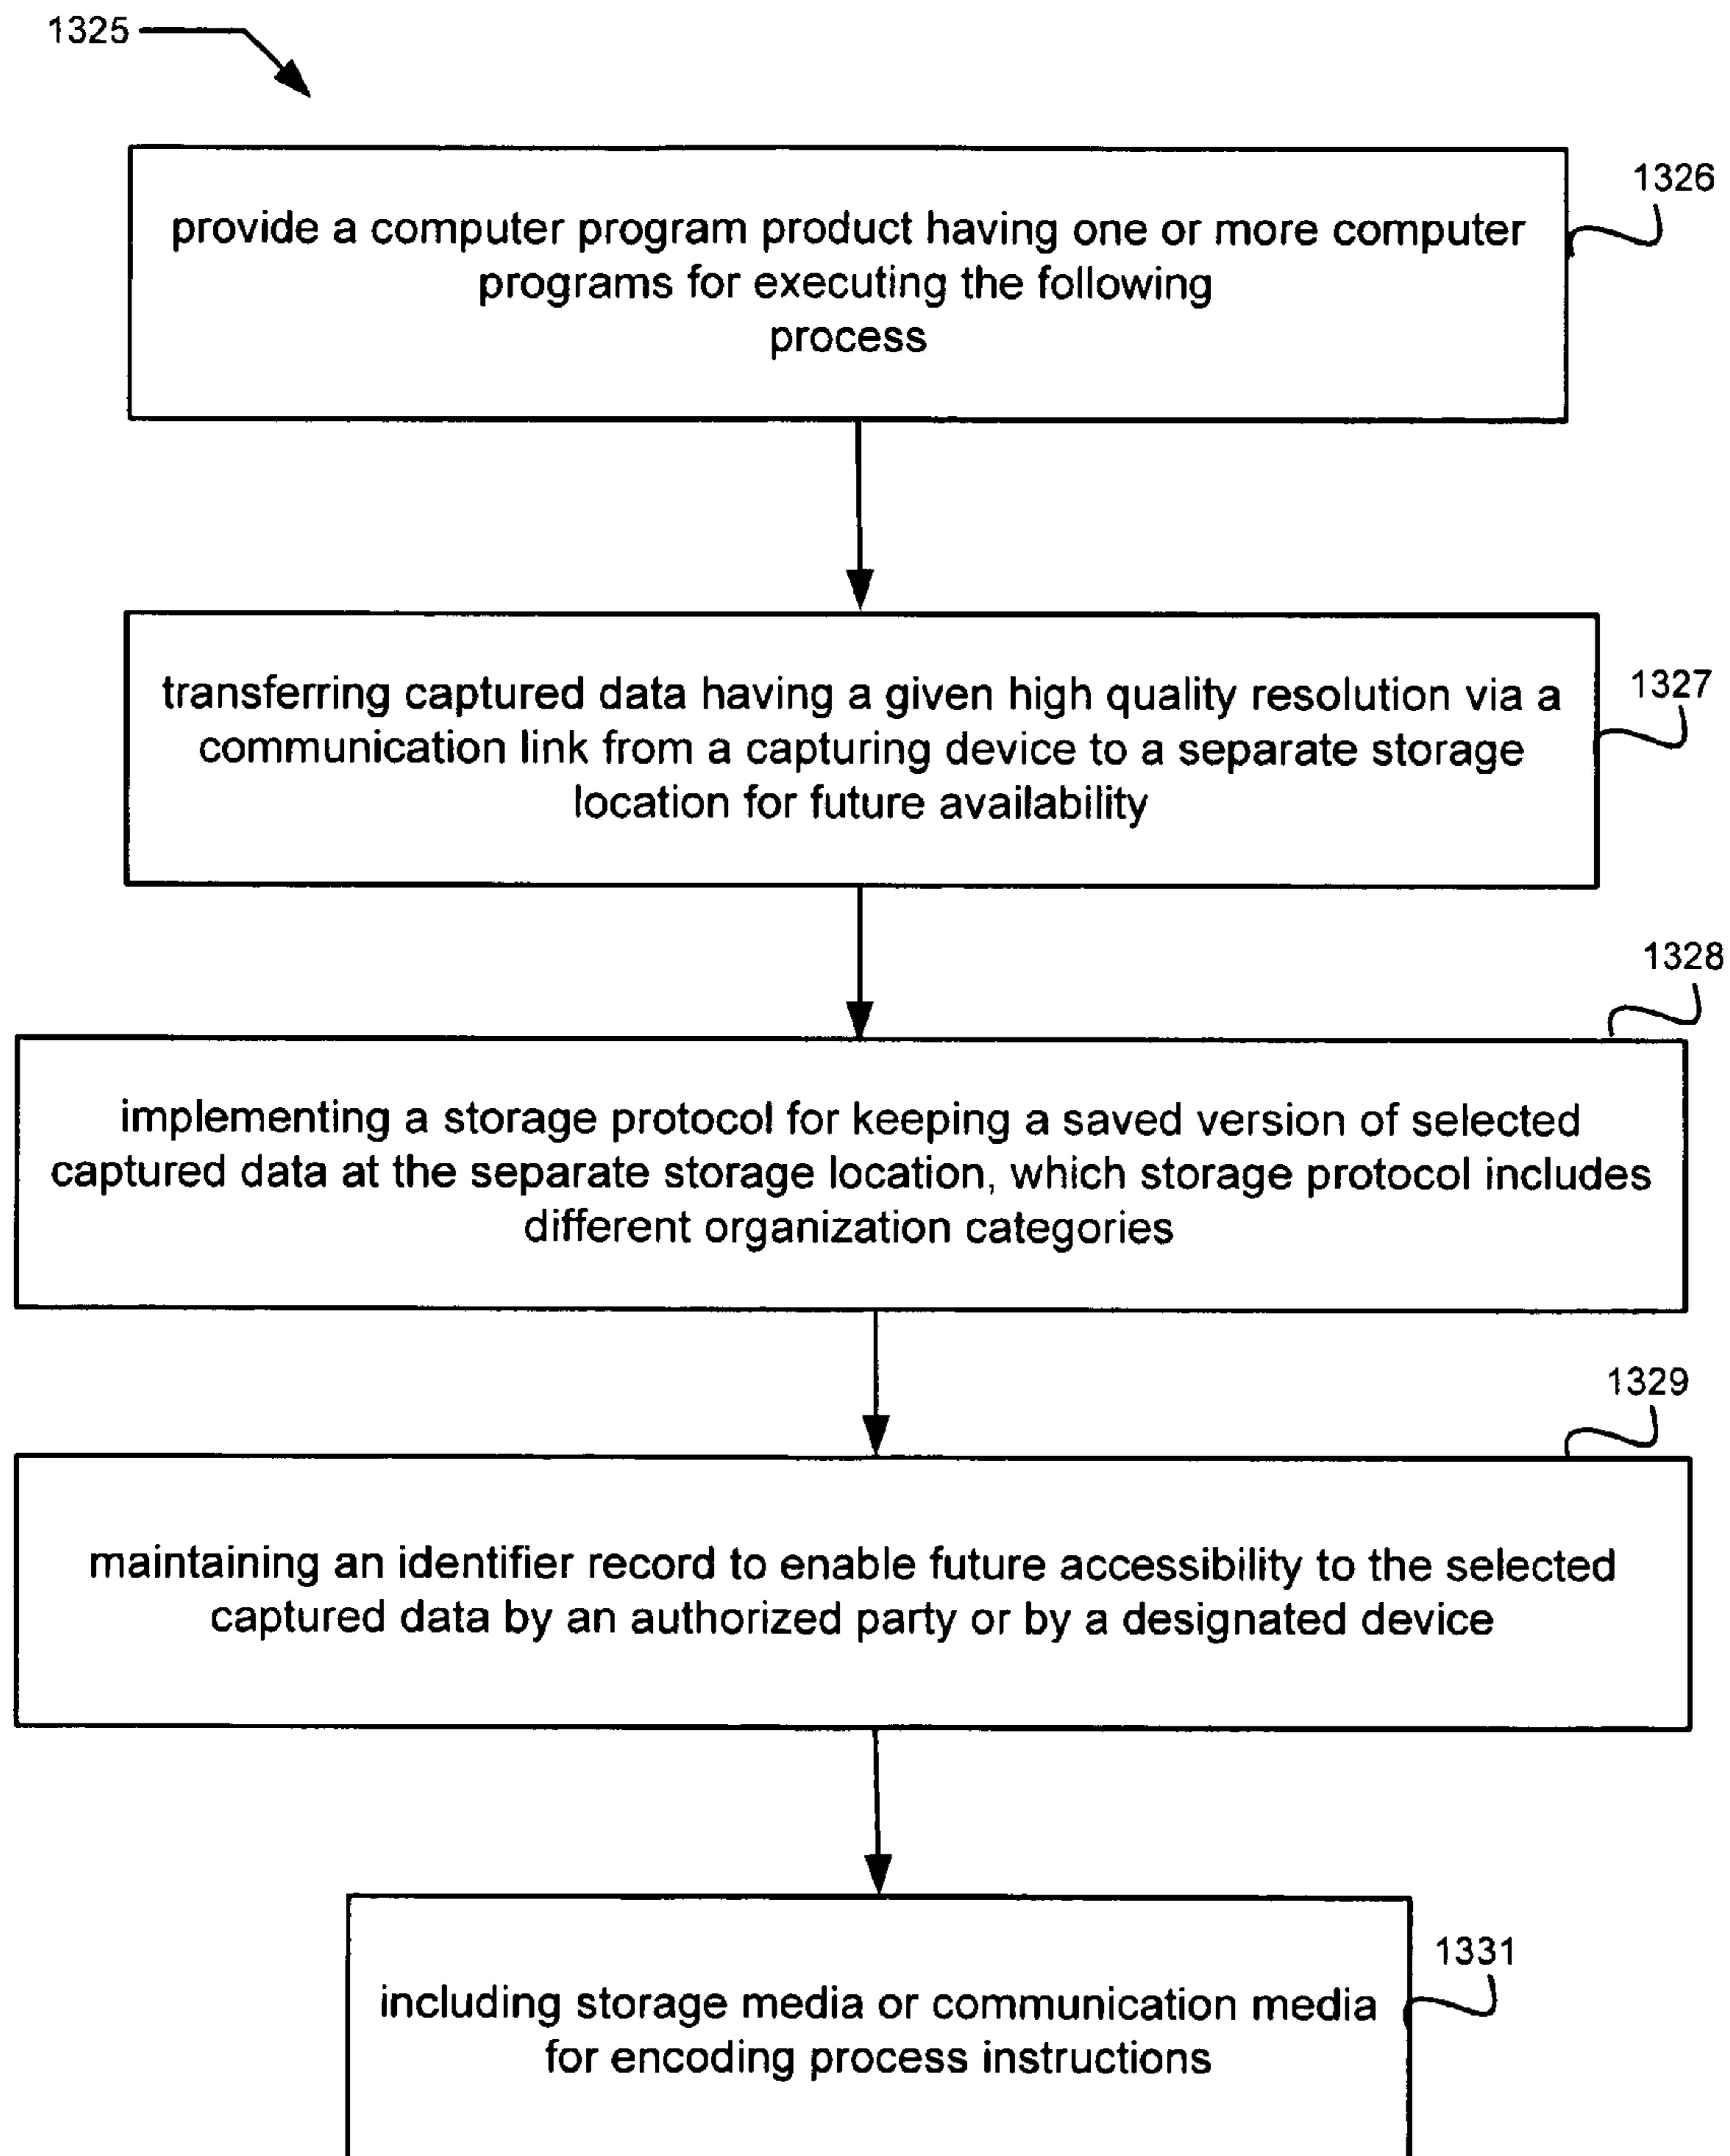 1325
1326
provide a computer program product having one or more computer
programs for executing the following
process
1327
transferring captured data having a given high quality resolution via a
communication link from a capturing device to a separate storage
location for future availability
1328
implementing a storage protocol for keeping a saved version of selected
captured data at the separate storage location, which storage protocol includes
different organization categories
1329
maintaining an identifier record to enable future accessibility to the selected
captured data by an authorized party or by a designated device
1331
including storage media or communication media
for encoding process instructions